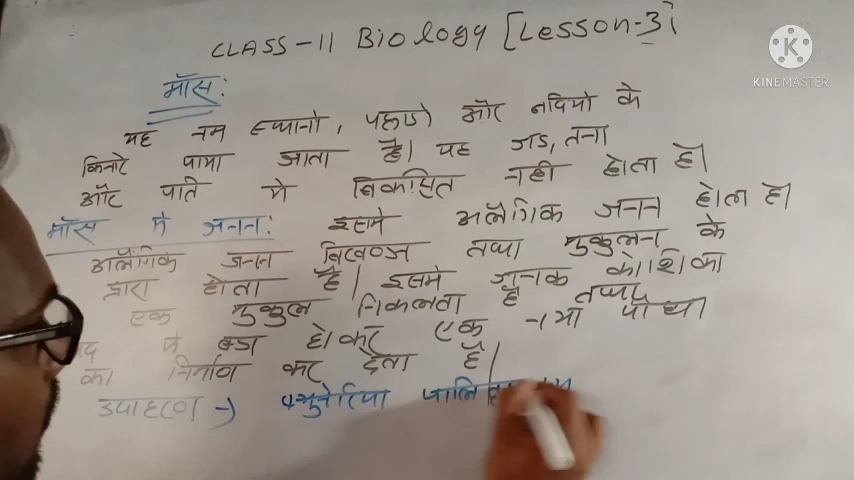 CLASS-11 Biology [Lesson-3]
KINEMASTER
मॉस:
यह नम स्थानो, पहाडो और नदियो के
किनारे पाया जाता है। यह जड, तना
और पाति मे विकसित नही होता है।
मॉस मे जनन: इसमे अलैगिक जनन होता है।
अलैंगिक जनन विखण्डन तथा मुकुलन के
द्वारा होता है। इसमे जनक कोशिका
एक मुकुल निकलता है तथा
मे बडा होकर एक नया पौधा
का निर्माण कर देता है।
उदाहरण → फ्युनेरिया पालि